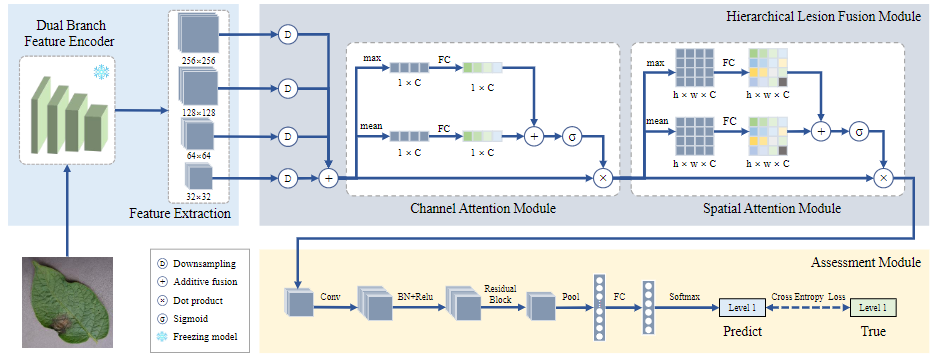 Dual Branch
Feature Encoder
256×256
128×128
64×64
32×32
Feature Extraction
D
D
D
D
+
Hierarchical Lesion Fusion Module
max
FC
1 × C
1 × C
mean
FC
1 × C
1 × C
+
σ
×
Channel Attention Module
max
FC
h × w × C
h × w × C
mean
FC
h × w × C
h × w × C
+
σ
×
Spatial Attention Module
D Downsampling
+ Additive fusion
× Dot product
σ Sigmoid
Freezing model
Assessment Module
Conv
BN+Relu
Residual
Block
Pool
FC
Softmax
Level 1
Predict
Cross Entropy Loss
Level 1
True